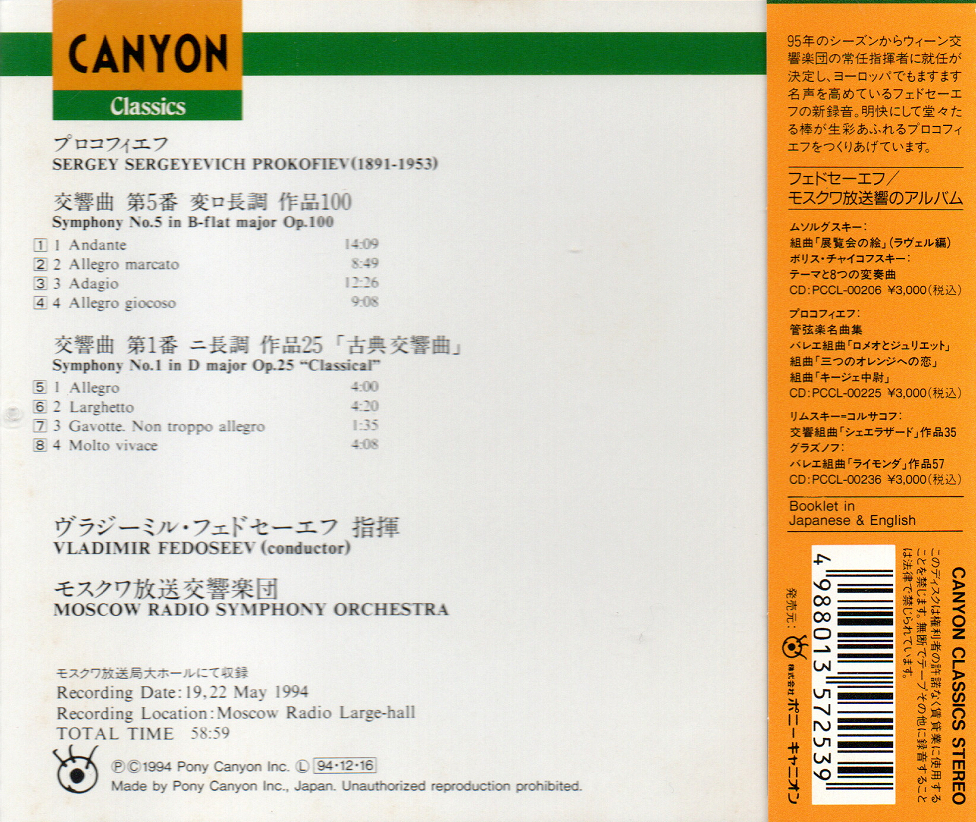 CANYON
Classics
プロコフィエフ
SERGEY SERGEYEVICH PROKOFIEV(1891-1953)
交響曲 第5番 変ロ長調 作品100
Symphony No.5 in B-flat major Op.100
1 1 Andante 14:09
2 2 Allegro marcato 8:49
3 3 Adagio 12:26
4 4 Allegro giocoso 9:08
交響曲 第1番 ニ長調 作品25「古典交響曲」
Symphony No.1 in D major Op.25 “Classical”
5 1 Allegro 4:00
6 2 Larghetto 4:20
7 3 Gavotte. Non troppo allegro 1:35
8 4 Molto vivace 4:08
ヴラジーミル・フェドセーエフ 指揮
VLADIMIR FEDOSEEV (conductor)
モスクワ放送交響楽団
MOSCOW RADIO SYMPHONY ORCHESTRA
モスクワ放送局大ホールにて収録
Recording Date:19,22 May 1994
Recording Location:Moscow Radio Large-hall
TOTAL TIME 58:59
ⓅⒸ1994 Pony Canyon Inc. Ⓛ 94・12・16
Made by Pony Canyon Inc., Japan. Unauthorized reproduction prohibited.
95年のシーズンからウィーン交
響楽団の常任指揮者に就任が
決定し、ヨーロッパでもますます
名声を高めているフェドセーエ
フの新録音。明快にして堂々た
る棒が生彩あふれるプロコフィ
エフをつくりあげています。
フェドセーエフ/
モスクワ放送響のアルバム
ムソルグスキー:
組曲「展覧会の絵」(ラヴェル編)
ボリス・チャイコフスキー:
テーマと8つの変奏曲
CD:PCCL-00206 ¥3,000(税込)
プロコフィエフ:
管弦楽名曲集
バレエ組曲「ロメオとジュリエット」
組曲「三つのオレンジへの恋」
組曲「キージェ中尉」
CD:PCCL-00225 ¥3,000(税込)
リムスキー=コルサコフ:
交響組曲「シェエラザード」作品35
グラズノフ:
バレエ組曲「ライモンダ」作品57
CD:PCCL-00236 ¥3,000(税込)
Booklet in
Japanese & English
CANYON CLASSICS STEREO
このディスクは権利者の許諾なく賃貸業に使用する
ことを禁じます。無断でテープその他に録音すること
は法律で禁じられています。
4 988013 572539
発売元: 株式会社 ポニーキャニオン